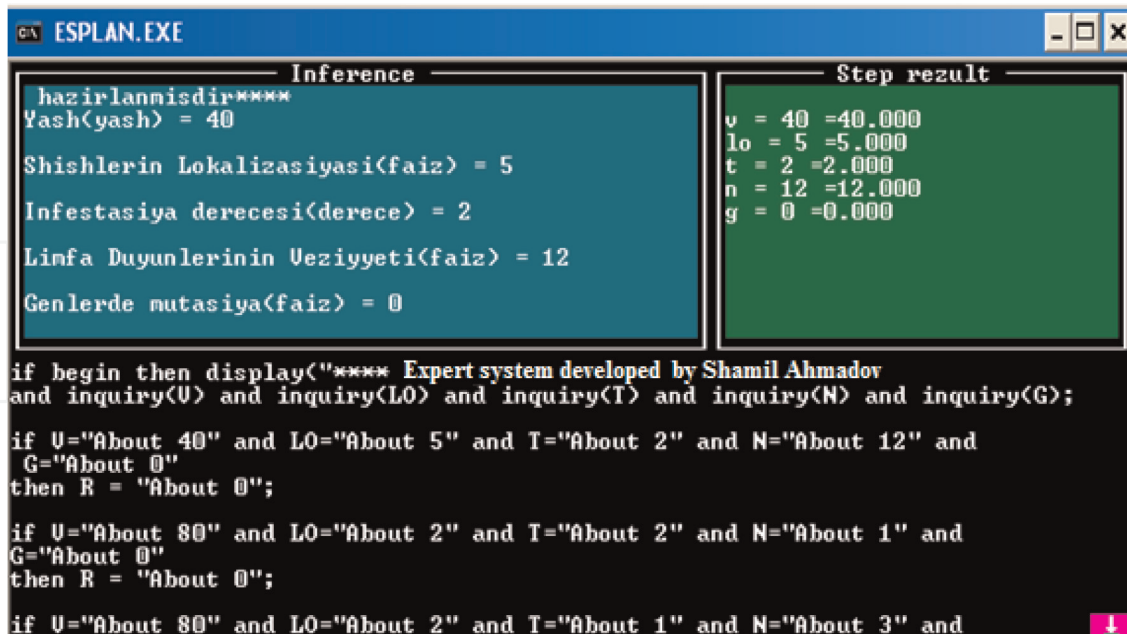 ESPLAN.EXE
Inference
hazirlanmisdir****
Yash(yash) = 40
Shishlerin Lokalizasiyasi(faiz) = 5
Infestasiya derecesi(derece) = 2
Limfa Duyunlerinin Veziyyeti(faiz) = 12
Genlerde mutasiya(faiz) = 0
Step rezult
v = 40 =40.000
lo = 5 =5.000
t = 2 =2.000
n = 12 =12.000
g = 0 =0.000
if begin then display("**** Expert system developed by Shamil Ahmadov
and inquiry(V) and inquiry(LO) and inquiry(T) and inquiry(N) and inquiry(G);
if V="About 40" and LO="About 5" and T="About 2" and N="About 12" and
G="About 0"
then R = "About 0";
if V="About 80" and LO="About 2" and T="About 2" and N="About 1" and
G="About 0"
then R = "About 0";
if V="About 80" and LO="About 2" and T="About 1" and N="About 3" and